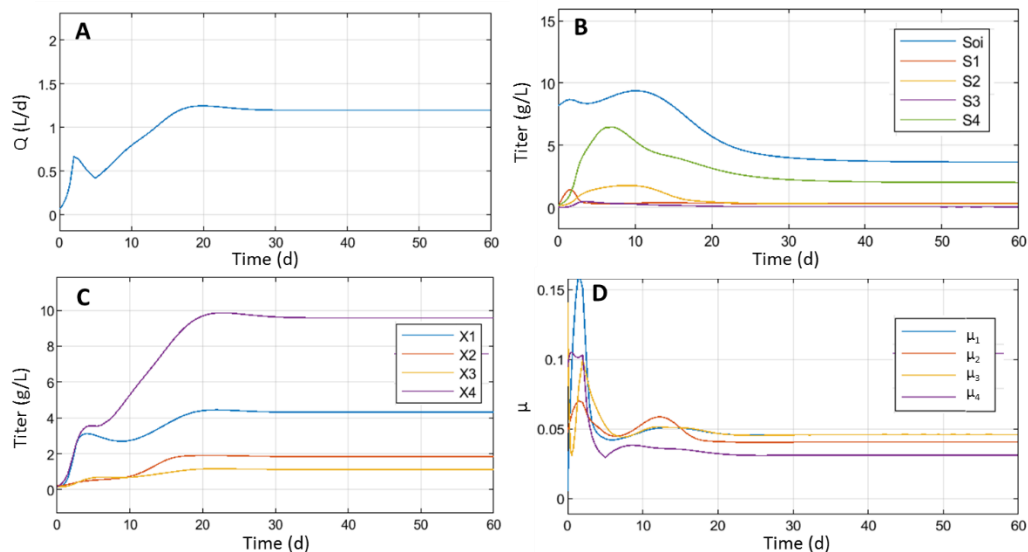 A
Q (L/d)
2
1.5
1
0.5
0
0 10 20 30 40 50 60
Time (d)
B
Titer (g/L)
15
10
5
0
0 10 20 30 40 50 60
Time (d)
Soi
S1
S2
S3
S4
C
Titer (g/L)
10
8
6
4
2
0
0 10 20 30 40 50 60
Time (d)
X1
X2
X3
X4
D
μ
0.15
0.1
0.05
0
0 10 20 30 40 50 60
Time (d)
μ₁
μ₂
μ₃
μ₄